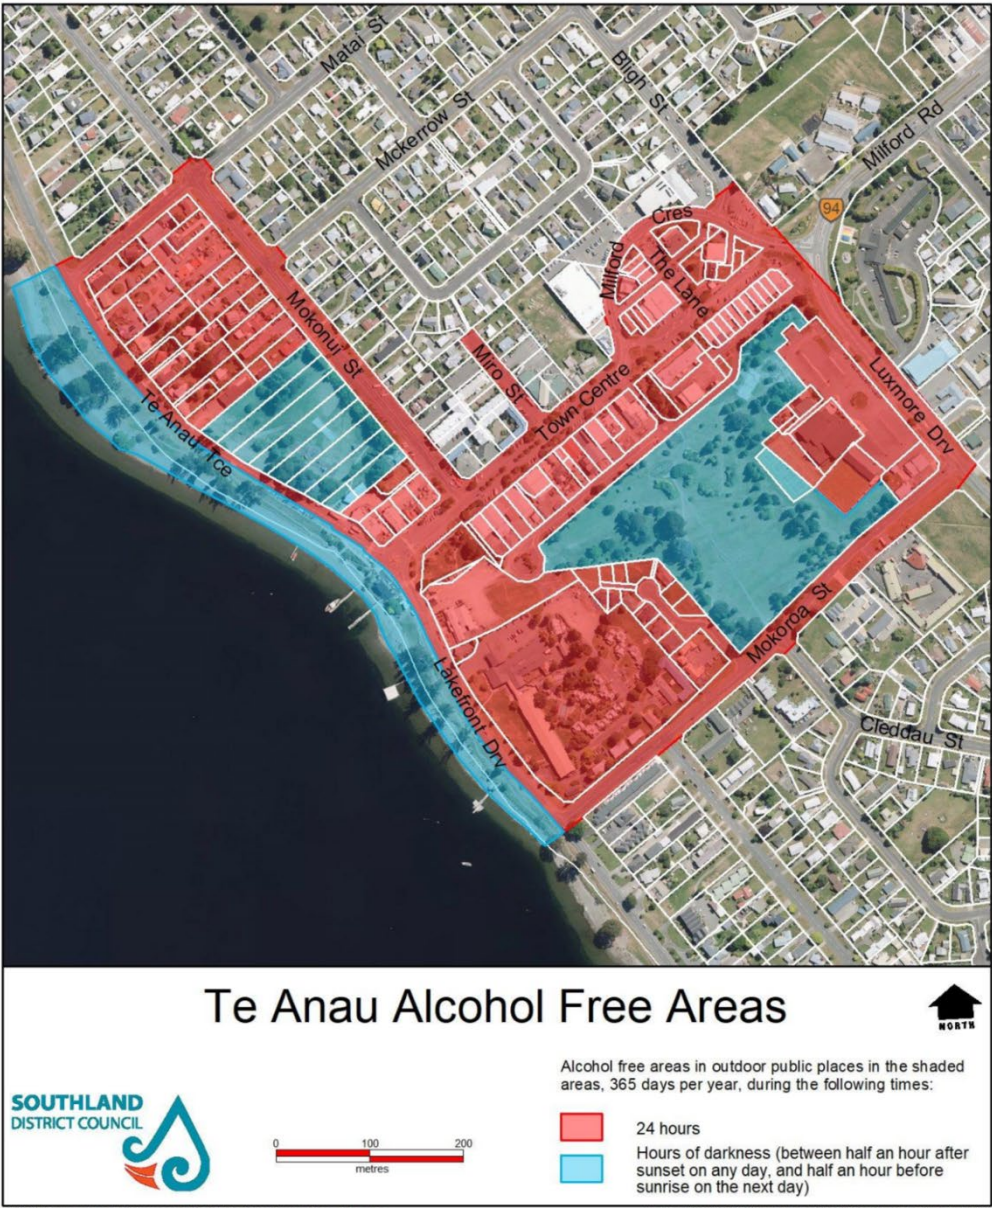 Matai St
Mckerrow St
Bligh St
Milford Rd
94
Milford Cres
The Lane
Mokonui St
Miro St
Town Centre
Luxmore Drv
Te Anau Tce
Mokoroa St
Lakefront Drv
Cleddau St
Te Anau Alcohol Free Areas
NORTH
Alcohol free areas in outdoor public places in the shaded
areas, 365 days per year, during the following times:
SOUTHLAND
DISTRICT COUNCIL
0 100 200
metres
24 hours
Hours of darkness (between half an hour after
sunset on any day, and half an hour before
sunrise on the next day)